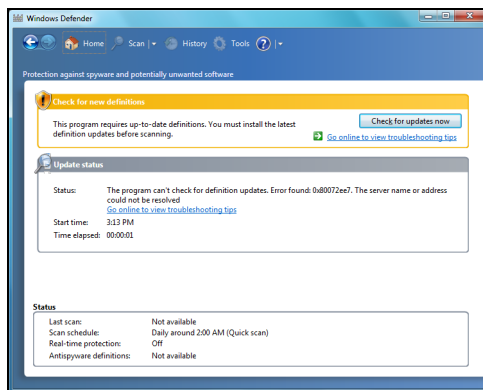 Windows Defender
Home Scan History Tools
Protection against spyware and potentially unwanted software
Check for new definitions
This program requires up-to-date definitions. You must install the latest
definition updates before scanning.
Check for updates now
Go online to view troubleshooting tips
Update status
Status: The program can't check for definition updates. Error found: 0x80072ee7. The server name or address
could not be resolved
Go online to view troubleshooting tips
Start time: 3:13 PM
Time elapsed: 00:00:01
Status
Last scan: Not available
Scan schedule: Daily around 2:00 AM (Quick scan)
Real-time protection: Off
Antispyware definitions: Not available